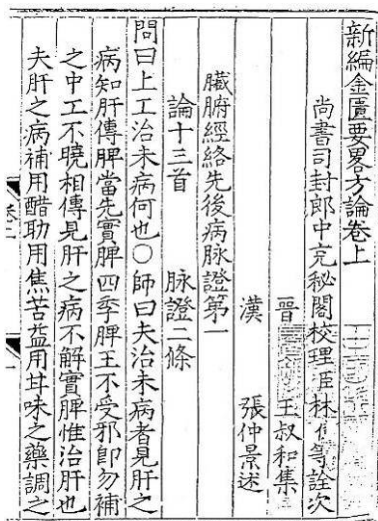 新編金匱要畧方論卷上
尚書司封郎中充秘閣校理臣林億等詮次
晉 王叔和集
漢 張仲景述
臟腑經絡先後病脉證第一
論十三首 脉證二條
問曰上工治未病何也○師曰夫治未病者見肝之
病知肝傳脾當先實脾四季脾王不受邪即勿補
之中工不曉相傳見肝之病不解實脾惟治肝也
夫肝之病補用酢助用焦苦益用甘味之藥調之